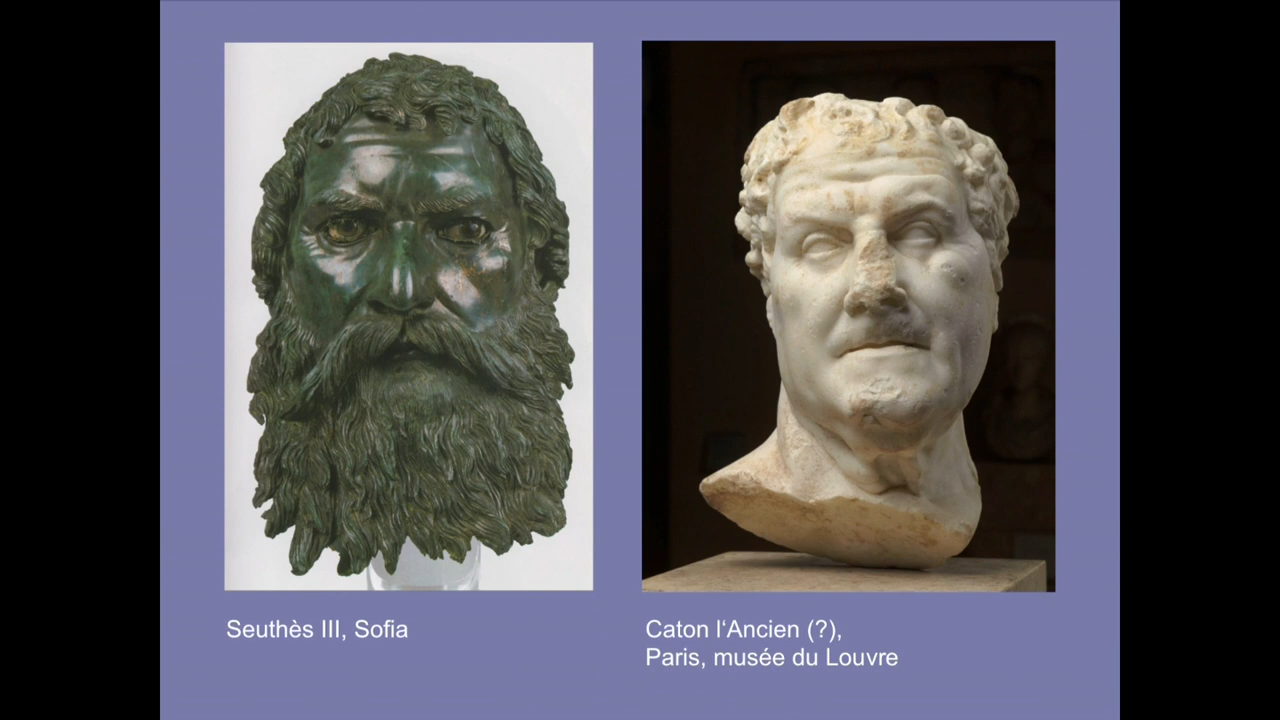 Seuthès III, Sofia
Caton l‘Ancien (?),
Paris, musée du Louvre